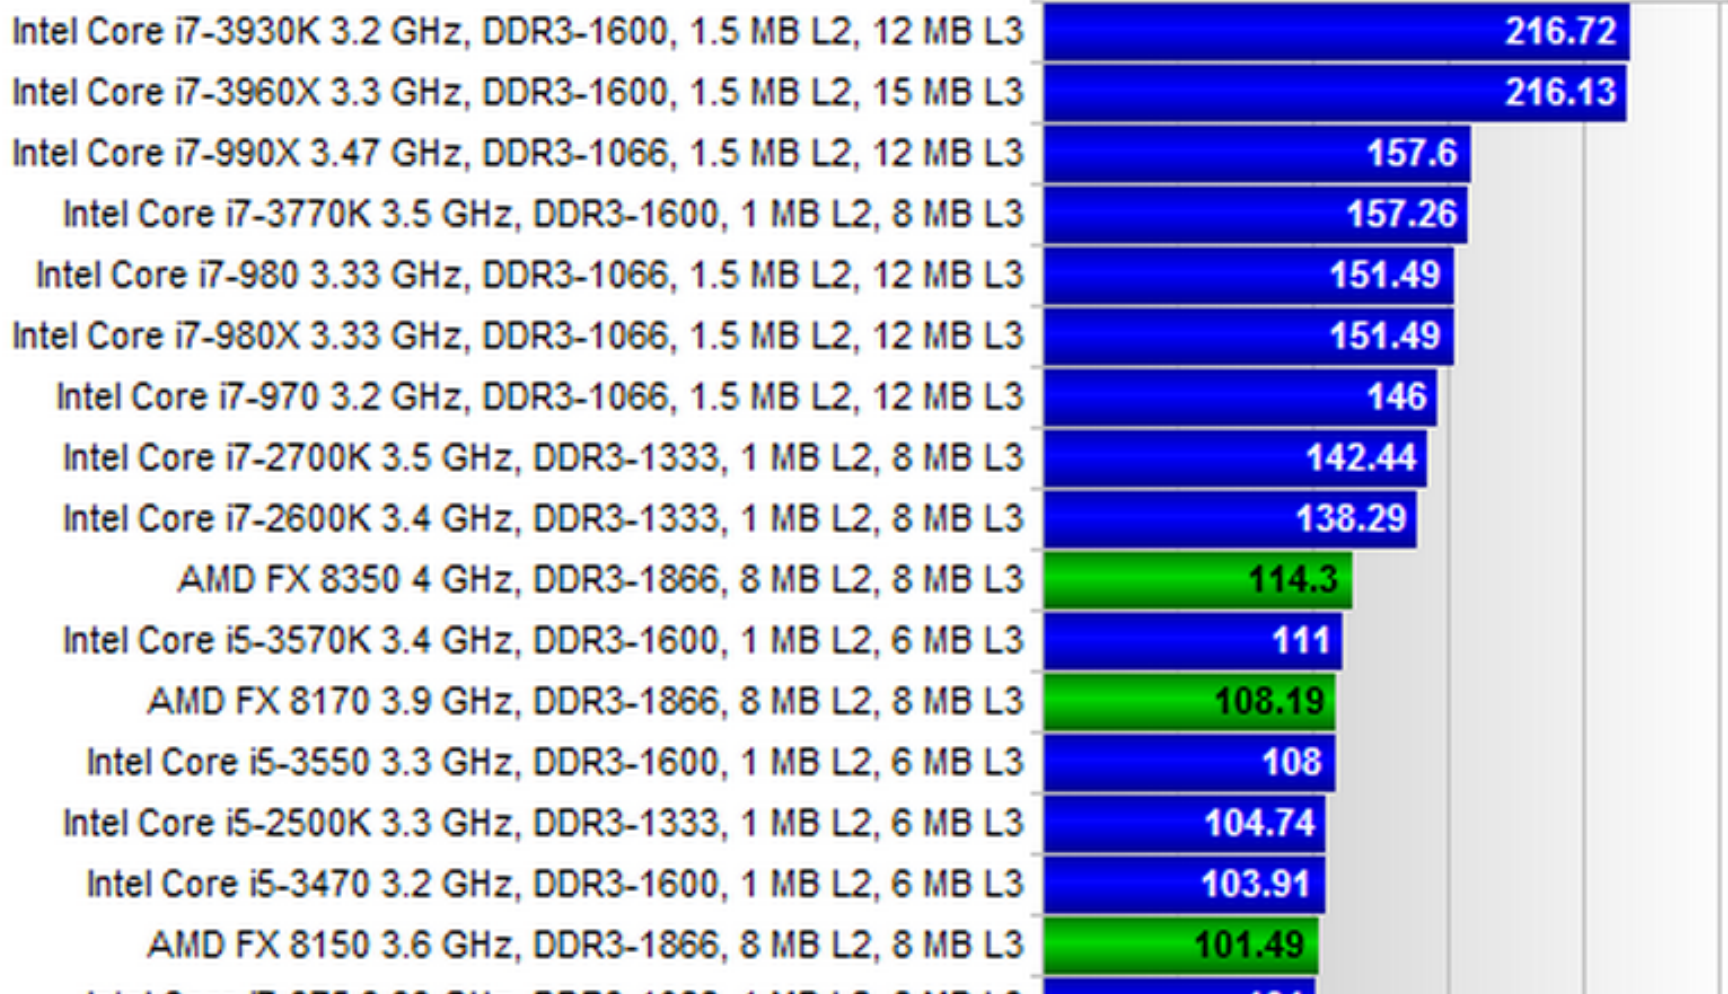 Intel Core i7-3930K 3.2 GHz, DDR3-1600, 1.5 MB L2, 12 MB L3 216.72
Intel Core i7-3960X 3.3 GHz, DDR3-1600, 1.5 MB L2, 15 MB L3 216.13
Intel Core i7-990X 3.47 GHz, DDR3-1066, 1.5 MB L2, 12 MB L3 157.6
Intel Core i7-3770K 3.5 GHz, DDR3-1600, 1 MB L2, 8 MB L3 157.26
Intel Core i7-980 3.33 GHz, DDR3-1066, 1.5 MB L2, 12 MB L3 151.49
Intel Core i7-980X 3.33 GHz, DDR3-1066, 1.5 MB L2, 12 MB L3 151.49
Intel Core i7-970 3.2 GHz, DDR3-1066, 1.5 MB L2, 12 MB L3 146
Intel Core i7-2700K 3.5 GHz, DDR3-1333, 1 MB L2, 8 MB L3 142.44
Intel Core i7-2600K 3.4 GHz, DDR3-1333, 1 MB L2, 8 MB L3 138.29
AMD FX 8350 4 GHz, DDR3-1866, 8 MB L2, 8 MB L3 114.3
Intel Core i5-3570K 3.4 GHz, DDR3-1600, 1 MB L2, 6 MB L3 111
AMD FX 8170 3.9 GHz, DDR3-1866, 8 MB L2, 8 MB L3 108.19
Intel Core i5-3550 3.3 GHz, DDR3-1600, 1 MB L2, 6 MB L3 108
Intel Core i5-2500K 3.3 GHz, DDR3-1333, 1 MB L2, 6 MB L3 104.74
Intel Core i5-3470 3.2 GHz, DDR3-1600, 1 MB L2, 6 MB L3 103.91
AMD FX 8150 3.6 GHz, DDR3-1866, 8 MB L2, 8 MB L3 101.49